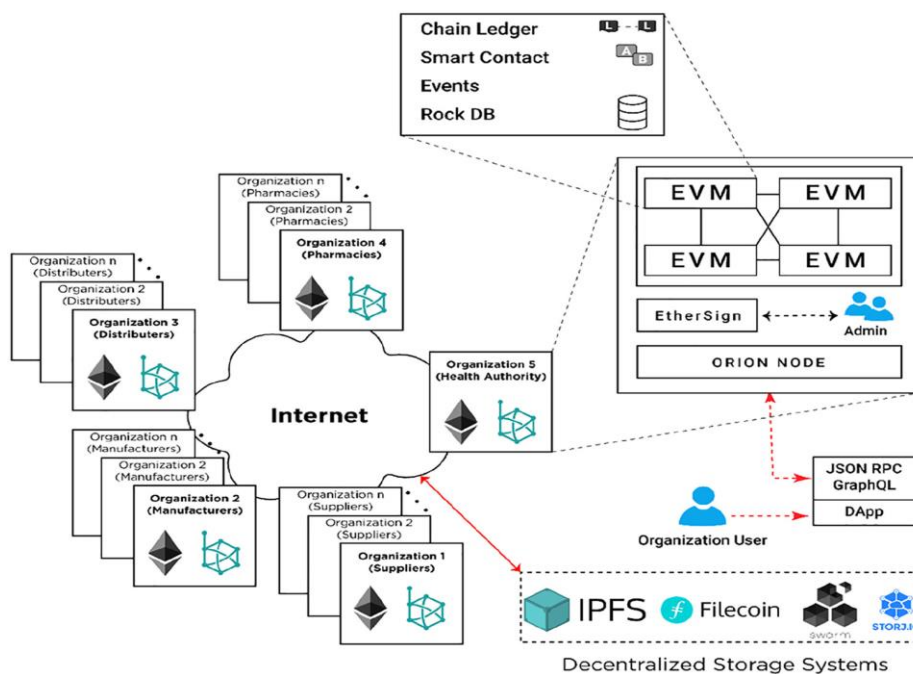 Chain Ledger
L
L
Smart Contact
A
B
Events
Rock DB
EVM
EVM
EVM
EVM
EtherSign
Admin
ORION NODE
Organization n
(Pharmacies)
Organization 2
(Pharmacies)
Organization 4
(Pharmacies)
Organization n
(Distributers)
Organization 2
(Distributers)
Organization 3
(Distributers)
Organization 5
(Health Authority)
Internet
Organization n
(Manufacturers)
Organization 2
(Manufacturers)
Organization 2
(Manufacturers)
Organization n
(Suppliers)
Organization 2
(Suppliers)
Organization 1
(Suppliers)
JSON RPC
GraphQL
DApp
Organization User
IPFS
Filecoin
swarm
STORJ.IO
Decentralized Storage Systems